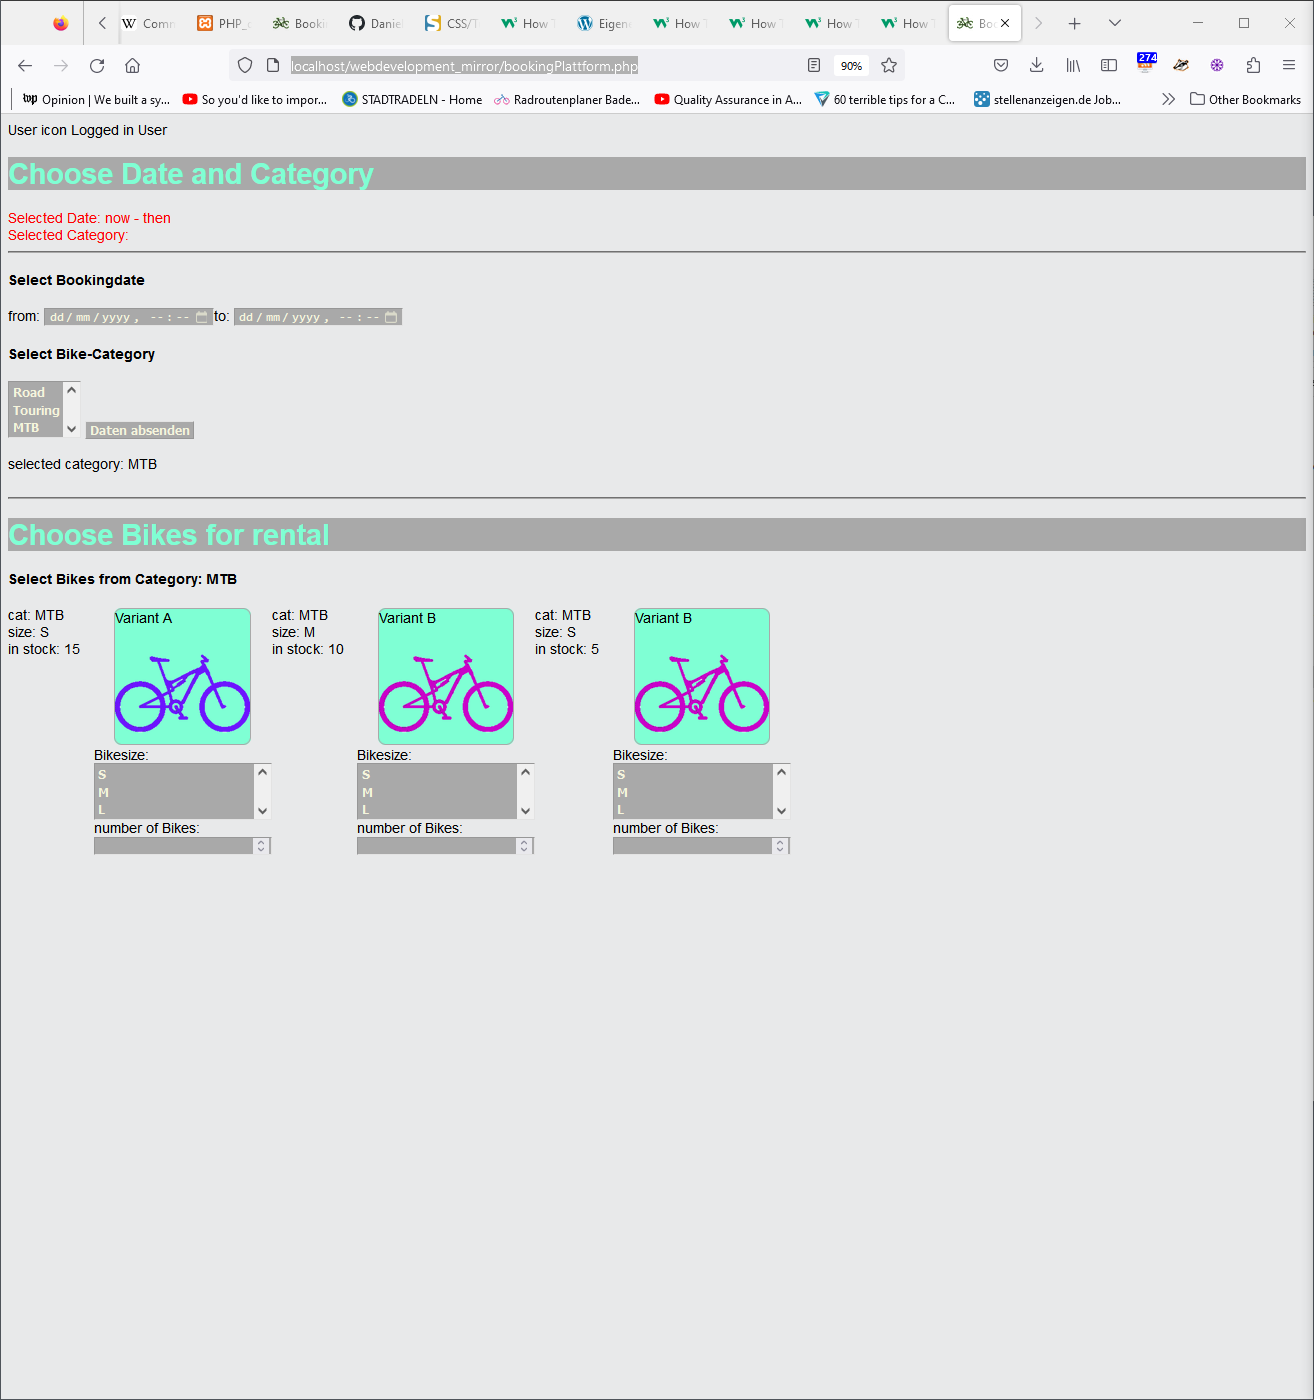 Comm
PHP_
Bookin
Danie
CSS/T
How T
Eigen
How T
How T
How T
How T
Boo
localhost/webdevelopment_mirror/bookingPlattform.php
90%
274
Opinion | We built a sy...
So you'd like to impor...
STADTRADELN - Home
Radroutenplaner Bade...
Quality Assurance in A...
60 terrible tips for a C...
stellenanzeigen.de Job...
Other Bookmarks
User icon Logged in User
Choose Date and Category
Selected Date: now - then
Selected Category:
Select Bookingdate
from: dd/mm/yyyy, --:-- to: dd/mm/yyyy, --:--
Select Bike-Category
Road
Touring
MTB
Daten absenden
selected category: MTB
Choose Bikes for rental
Select Bikes from Category: MTB
cat: MTB
size: S
in stock: 15
Variant A
Bikesize:
S
M
L
number of Bikes:
cat: MTB
size: M
in stock: 10
Variant B
Bikesize:
S
M
L
number of Bikes:
cat: MTB
size: S
in stock: 5
Variant B
Bikesize:
S
M
L
number of Bikes: